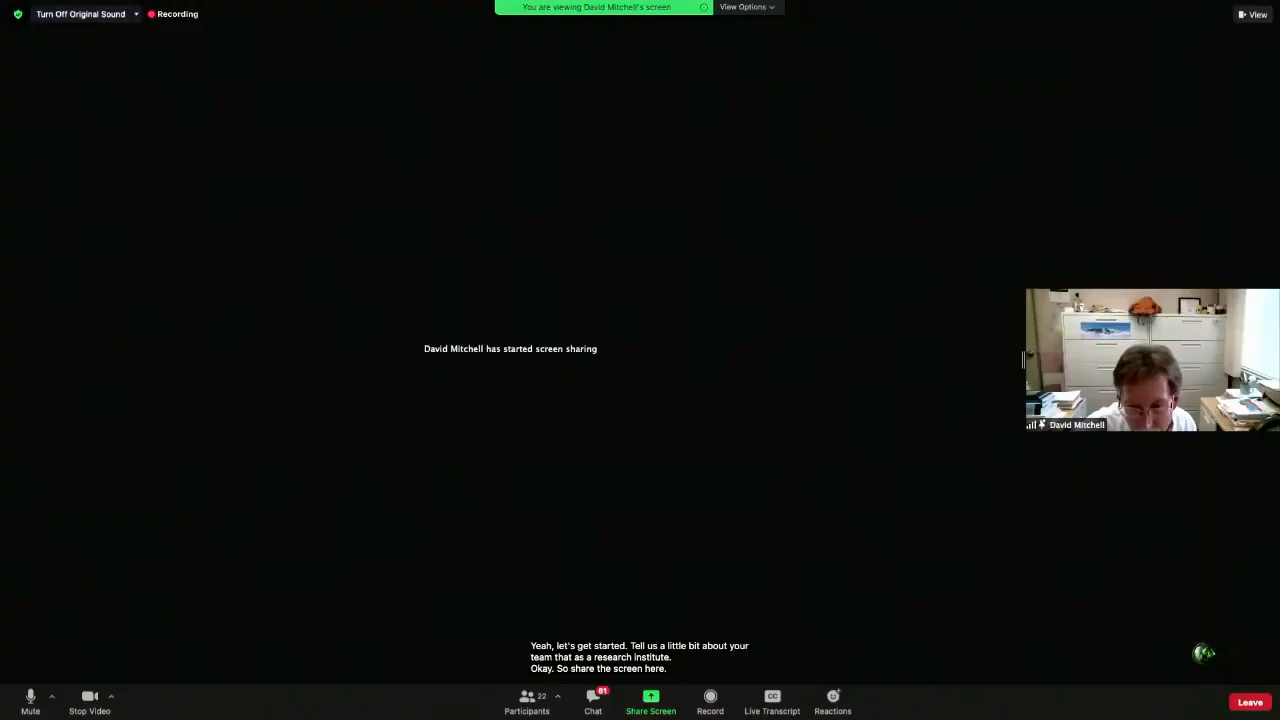 Turn Off Original Sound
Recording
You are viewing David Mitchell's screen
View Options
View
David Mitchell has started screen sharing
David Mitchell
Yeah, let's get started. Tell us a little bit about your
team that as a research institute.
Okay. So share the screen here.
Mute
Stop Video
22
Participants
61
Chat
Share Screen
Record
CC
Live Transcript
Reactions
Leave